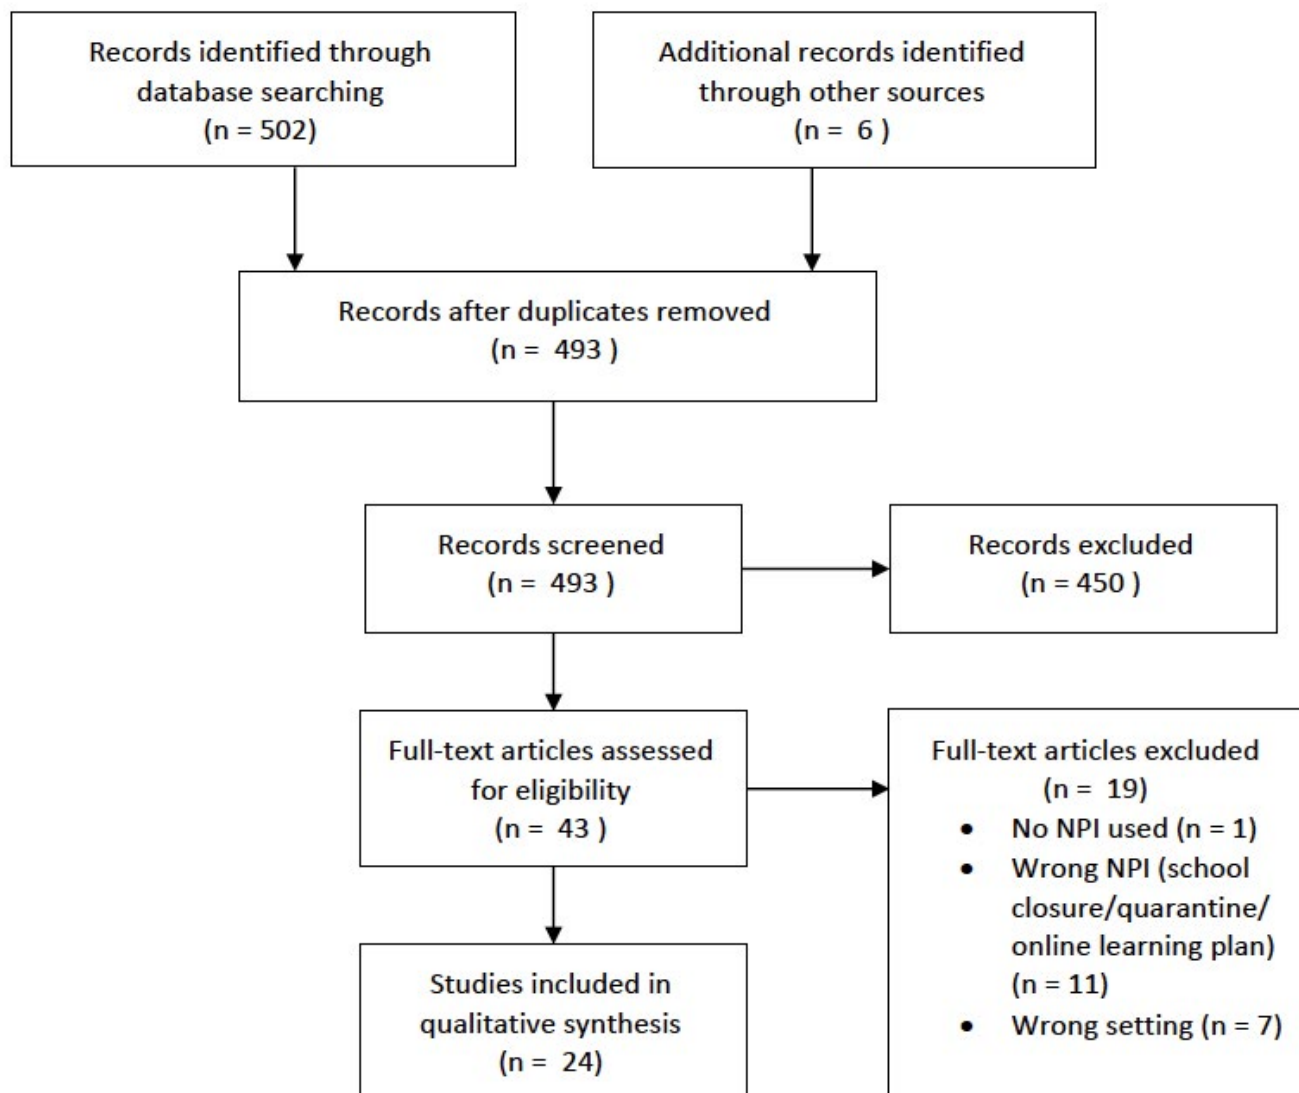 Records identified through
database searching
(n = 502)
Additional records identified
through other sources
(n =  6 )
Records after duplicates removed
(n =  493 )
Records screened
(n =  493 )
Records excluded
(n = 450 )
Full-text articles assessed
for eligibility
(n =  43 )
Full-text articles excluded
(n =  19)
• No NPI used (n = 1)
• Wrong NPI (school
closure/quarantine/
online learning plan)
(n = 11)
• Wrong setting (n = 7)
Studies included in
qualitative synthesis
(n =  24)